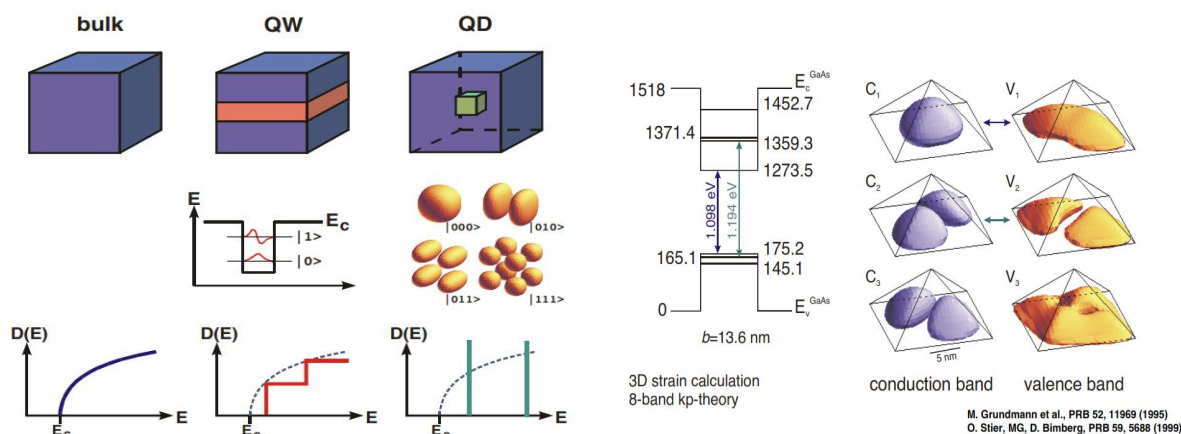 bulk
QW
QD
E
E_C
|1>
|0>
|000>
|010>
|011>
|111>
D(E)
E
E_C
D(E)
E
D(E)
E
1518
E_c^GaAs
1452.7
1371.4
1359.3
1273.5
1.098 eV
1.194 eV
175.2
165.1
145.1
0
E_v^GaAs
b=13.6 nm
3D strain calculation
8-band kp-theory
C1
V1
C2
V2
C3
V3
5 nm
conduction band
valence band
M. Grundmann et al., PRB 52, 11969 (1995)
O. Stier, MG, D. Bimberg, PRB 59, 5688 (1999)